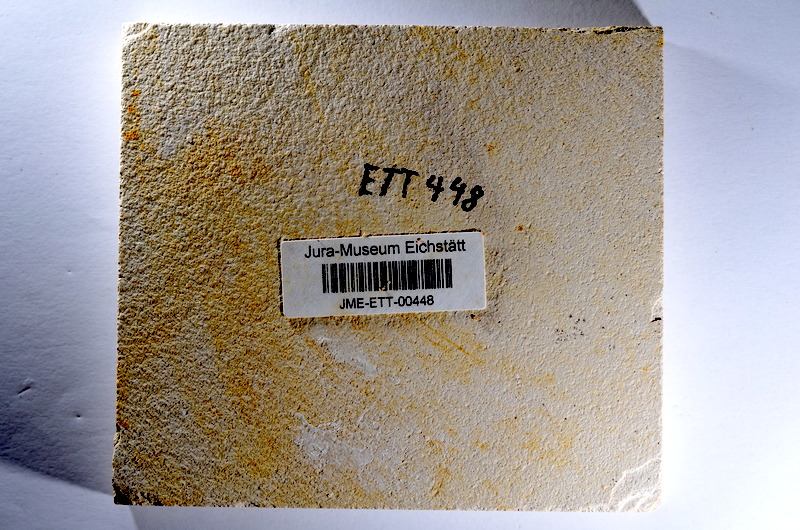 ETT 448
Jura-Museum Eichstätt
JME-ETT-00448